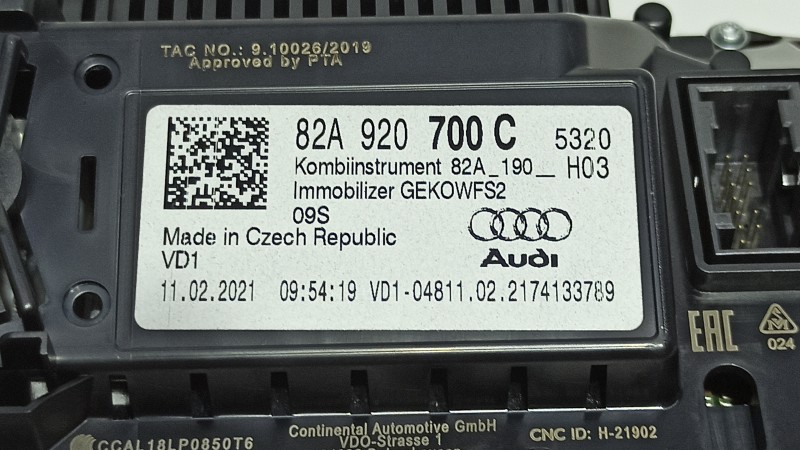 TAC NO.: 9.10026/2019
Approved by PTA
82A 920 700 C 5320
Kombiinstrument 82A_190__ H03
Immobilizer GEKOWFS2
09S
Made in Czech Republic
VD1
Audi
11.02.2021 09:54:19 VD1-04811.02.2174133789
EAC
024
CCAL18LP0850T6
Continental Automotive GmbH
VDO-Strasse 1
CNC ID: H-21902